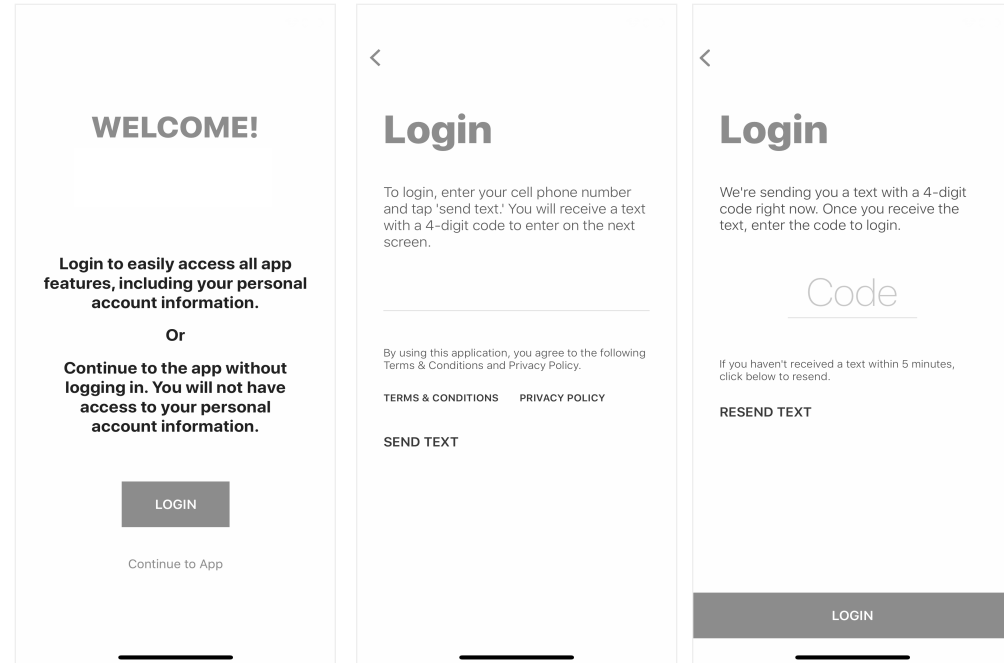 WELCOME!
Login to easily access all app
features, including your personal
account information.
Or
Continue to the app without
logging in. You will not have
access to your personal
account information.
LOGIN
Continue to App
Login
To login, enter your cell phone number
and tap 'send text.' You will receive a text
with a 4-digit code to enter on the next
screen.
By using this application, you agree to the following
Terms & Conditions and Privacy Policy.
TERMS & CONDITIONS PRIVACY POLICY
SEND TEXT
Login
We're sending you a text with a 4-digit
code right now. Once you receive the
text, enter the code to login.
Code
If you haven't received a text within 5 minutes,
click below to resend.
RESEND TEXT
LOGIN